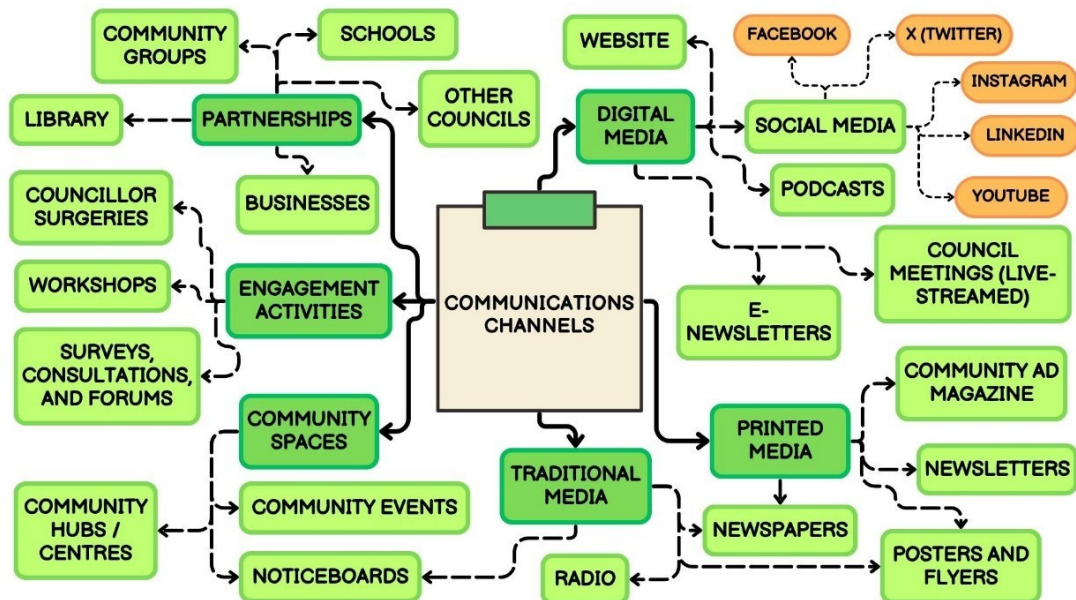 COMMUNITY
GROUPS
SCHOOLS
WEBSITE
FACEBOOK
X (TWITTER)
LIBRARY
PARTNERSHIPS
OTHER
COUNCILS
DIGITAL
MEDIA
SOCIAL MEDIA
INSTAGRAM
LINKEDIN
YOUTUBE
BUSINESSES
PODCASTS
COUNCILLOR
SURGERIES
WORKSHOPS
ENGAGEMENT
ACTIVITIES
SURVEYS,
CONSULTATIONS,
AND FORUMS
COMMUNICATIONS
CHANNELS
E-
NEWSLETTERS
COUNCIL
MEETINGS (LIVE-
STREAMED)
COMMUNITY
SPACES
COMMUNITY
HUBS /
CENTRES
COMMUNITY EVENTS
NOTICEBOARDS
TRADITIONAL
MEDIA
RADIO
PRINTED
MEDIA
NEWSPAPERS
COMMUNITY AD
MAGAZINE
NEWSLETTERS
POSTERS AND
FLYERS